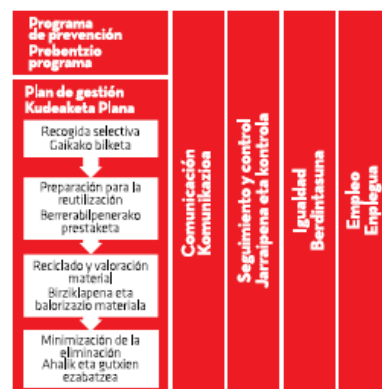 Programa
de prevención
Prebentzio
programa
Plan de gestión
Kudeaketa Plana
Recogida selectiva
Gaikako bilketa
Preparación para la
reutilización
Berrerabilpenerako
prestaketa
Reciclado y valoración
material
Birziklapena eta
balorizazio materiala
Minimización de la
eliminación
Ahalik eta gutxien
ezabatzea
Comunicación
Komunikazioa
Seguimiento y control
Jarraipena eta kontrola
Igualdad
Berdintasuna
Empleo
Enplegua